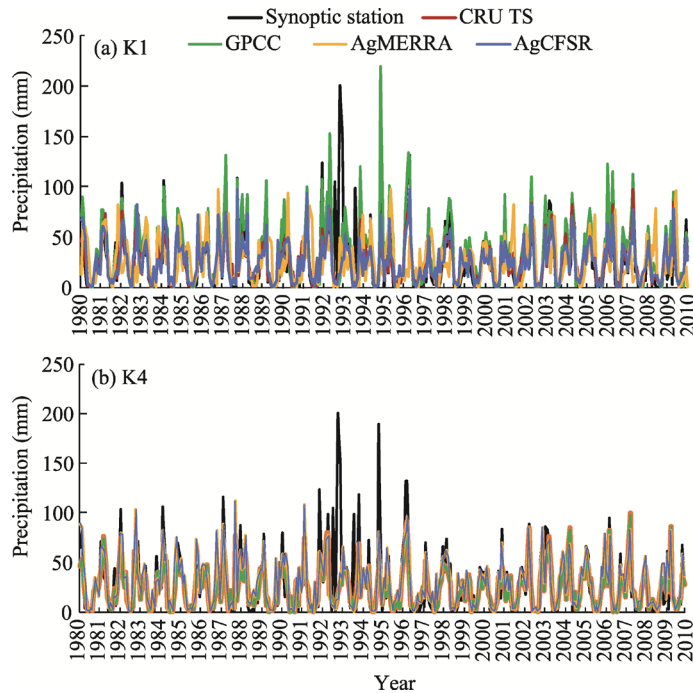 Synoptic station CRU TS
GPCC AgMERRA AgCFSR
(a) K1
Precipitation (mm)
250
200
150
100
50
0
1980 1981 1982 1983 1984 1985 1986 1987 1988 1989 1990 1991 1992 1993 1994 1995 1996 1997 1998 1999 2000 2001 2002 2003 2004 2005 2006 2007 2008 2009 2010
(b) K4
Precipitation (mm)
250
200
150
100
50
0
1980 1981 1982 1983 1984 1985 1986 1987 1988 1989 1990 1991 1992 1993 1994 1995 1996 1997 1998 1999 2000 2001 2002 2003 2004 2005 2006 2007 2008 2009 2010
Year